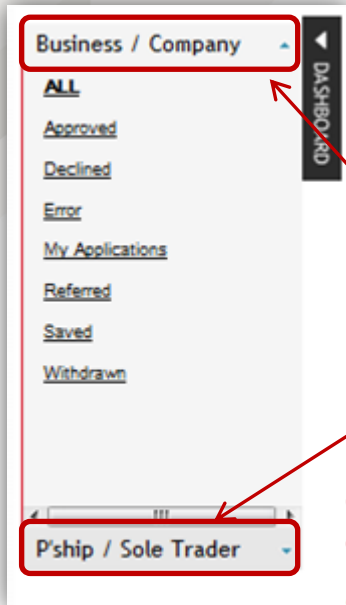 Business / Company
DASHBOARD
ALL
Approved
Declined
Error
My Applications
Referred
Saved
Withdrawn
P'ship / Sole Trader